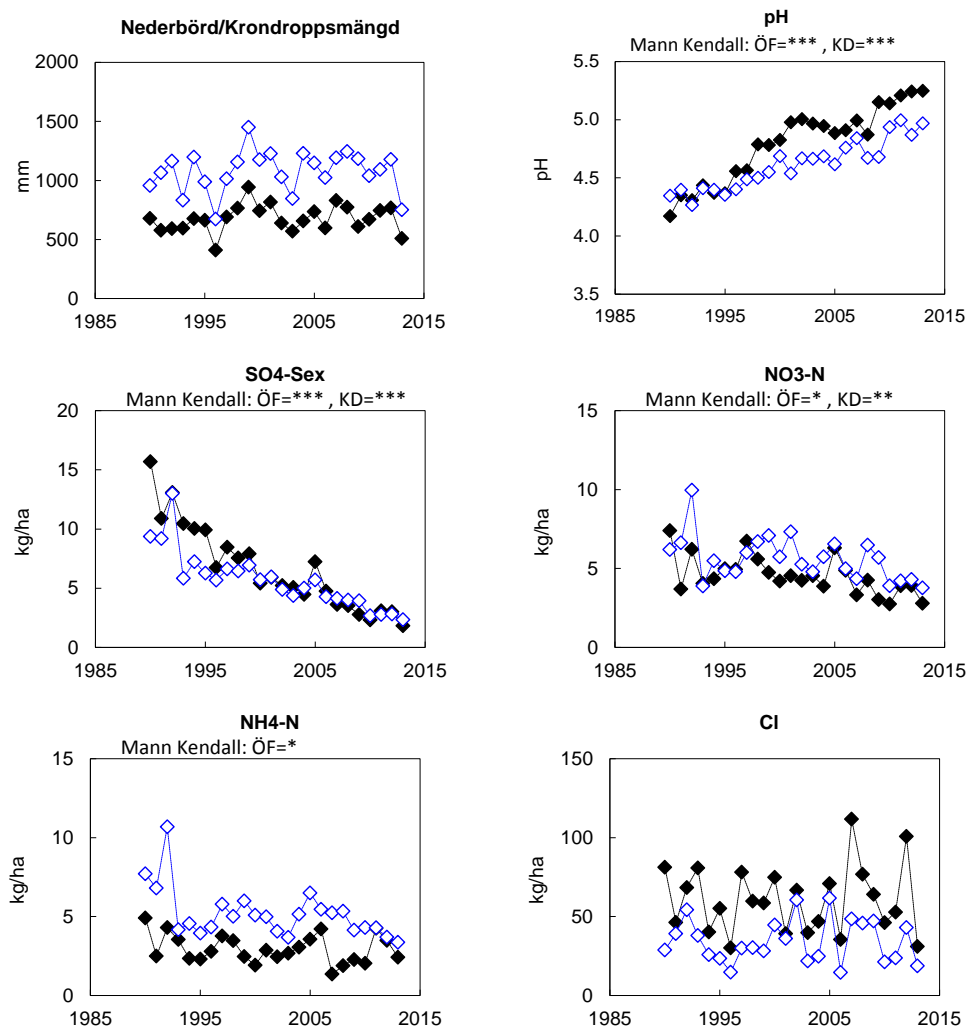 Nederbörd/Krondroppsmängd
2000
1500
1000
500
0
mm
1985 1995 2005 2015
pH
Mann Kendall: ÖF=*** , KD=***
5.5
5.0
4.5
4.0
3.5
pH
1985 1995 2005 2015
SO4-Sex
Mann Kendall: ÖF=*** , KD=***
20
15
10
5
0
kg/ha
1985 1995 2005 2015
NO3-N
Mann Kendall: ÖF=* , KD=**
15
10
5
0
kg/ha
1985 1995 2005 2015
NH4-N
Mann Kendall: ÖF=*
15
10
5
0
kg/ha
1985 1995 2005 2015
Cl
150
100
50
0
kg/ha
1985 1995 2005 2015